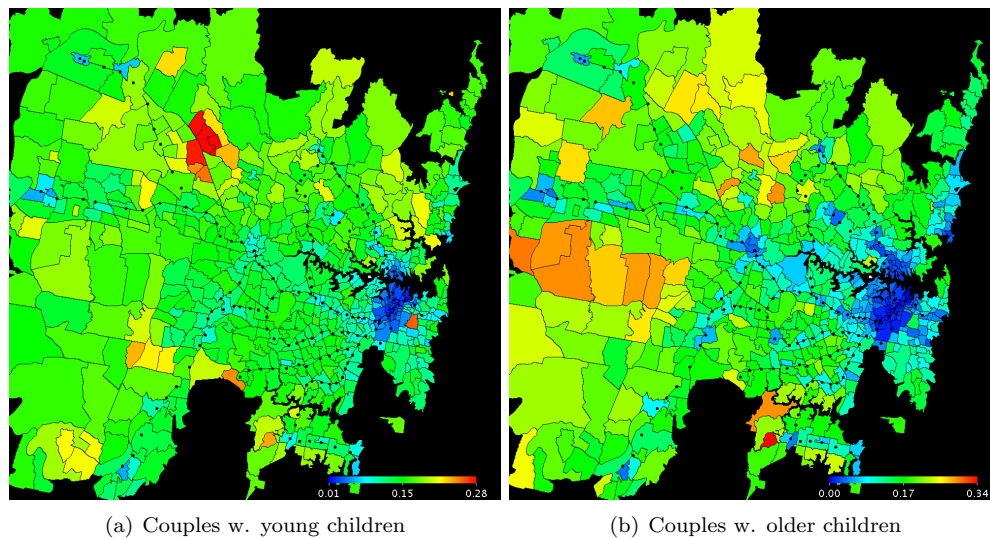 0.01 0.15 0.28
0.00 0.17 0.34
(a) Couples w. young children
(b) Couples w. older children